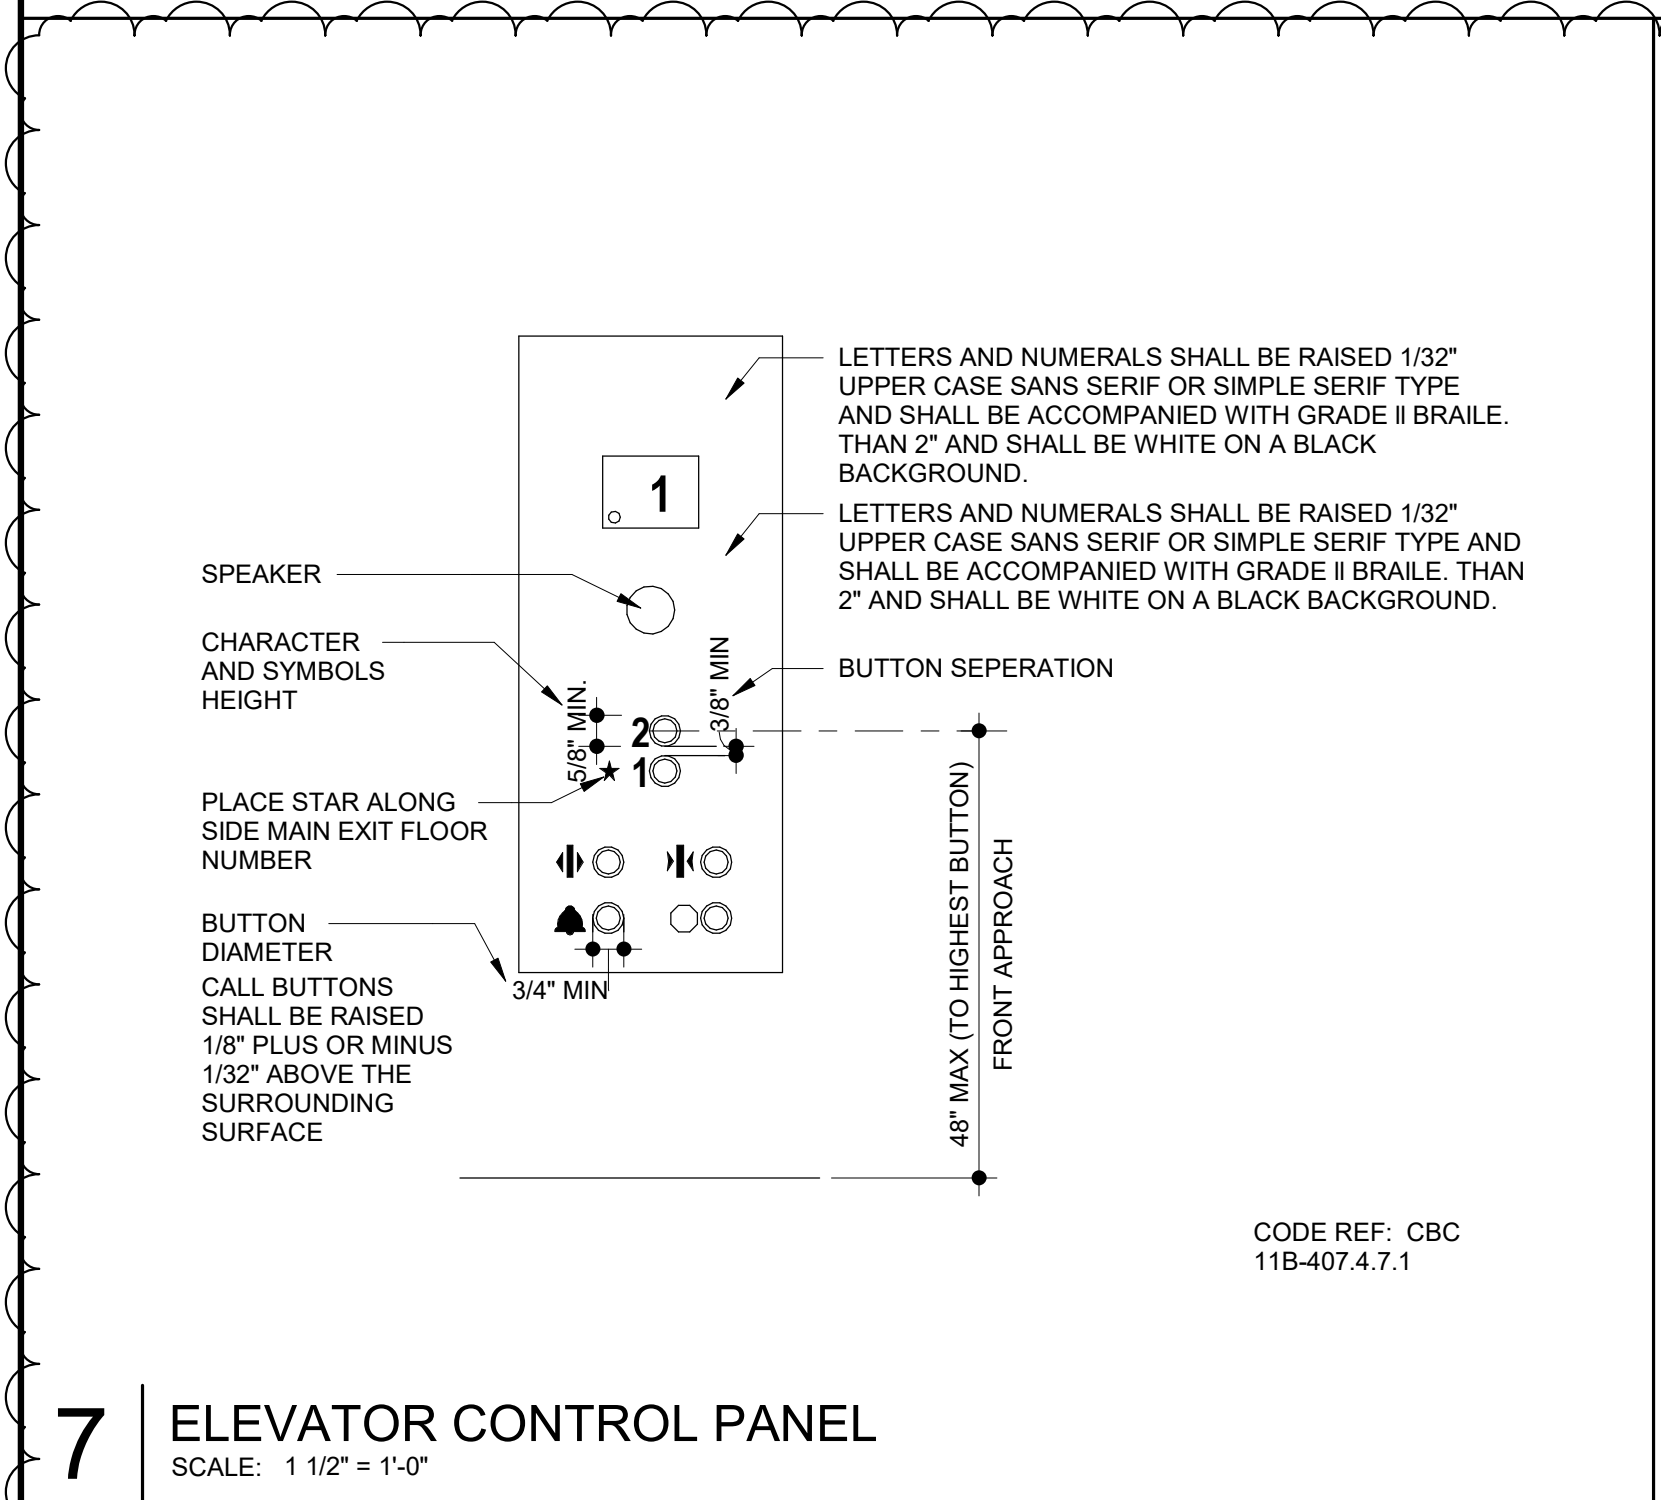 LETTERS AND NUMERALS SHALL BE RAISED 1/32"
UPPER CASE SANS SERIF OR SIMPLE SERIF TYPE
AND SHALL BE ACCOMPANIED WITH GRADE II BRAILE.
THAN 2" AND SHALL BE WHITE ON A BLACK
BACKGROUND.
1
LETTERS AND NUMERALS SHALL BE RAISED 1/32"
UPPER CASE SANS SERIF OR SIMPLE SERIF TYPE AND
SHALL BE ACCOMPANIED WITH GRADE II BRAILE. THAN
2" AND SHALL BE WHITE ON A BLACK BACKGROUND.
SPEAKER
CHARACTER
AND SYMBOLS
HEIGHT
5/8" MIN.
3/8" MIN
BUTTON SEPERATION
2
1
PLACE STAR ALONG
SIDE MAIN EXIT FLOOR
NUMBER
BUTTON
DIAMETER
3/4" MIN
CALL BUTTONS
SHALL BE RAISED
1/8" PLUS OR MINUS
1/32" ABOVE THE
SURROUNDING
SURFACE
48" MAX (TO HIGHEST BUTTON)
FRONT APPROACH
CODE REF: CBC
11B-407.4.7.1
7
ELEVATOR CONTROL PANEL
SCALE: 1 1/2" = 1'-0"